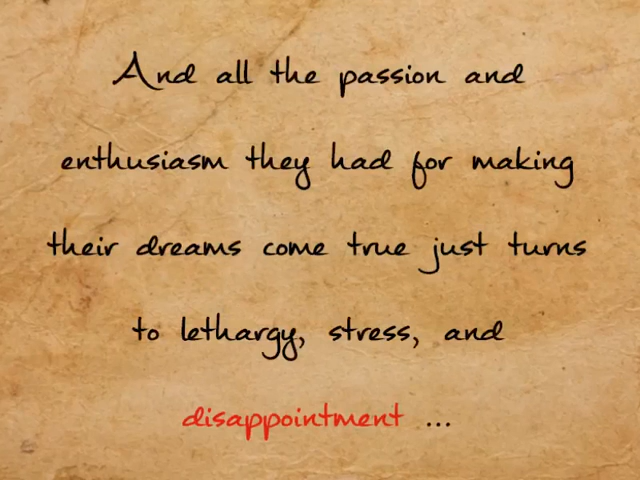 And all the passion and
enthusiasm they had for making
their dreams come true just turns
to lethargy, stress, and
disappointment ...